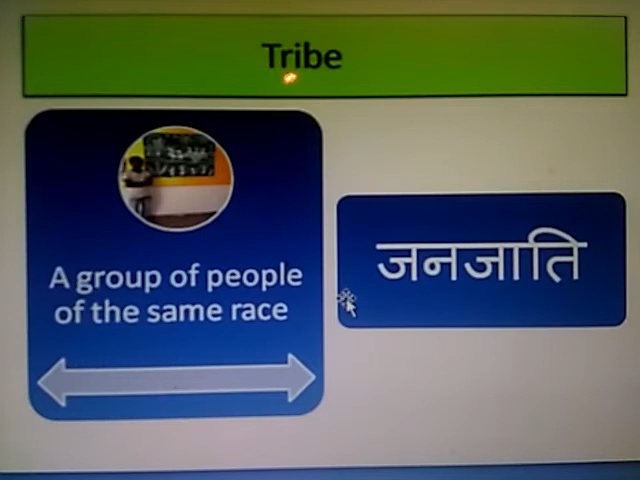 Tribe
A group of people
of the same race
जनजाति